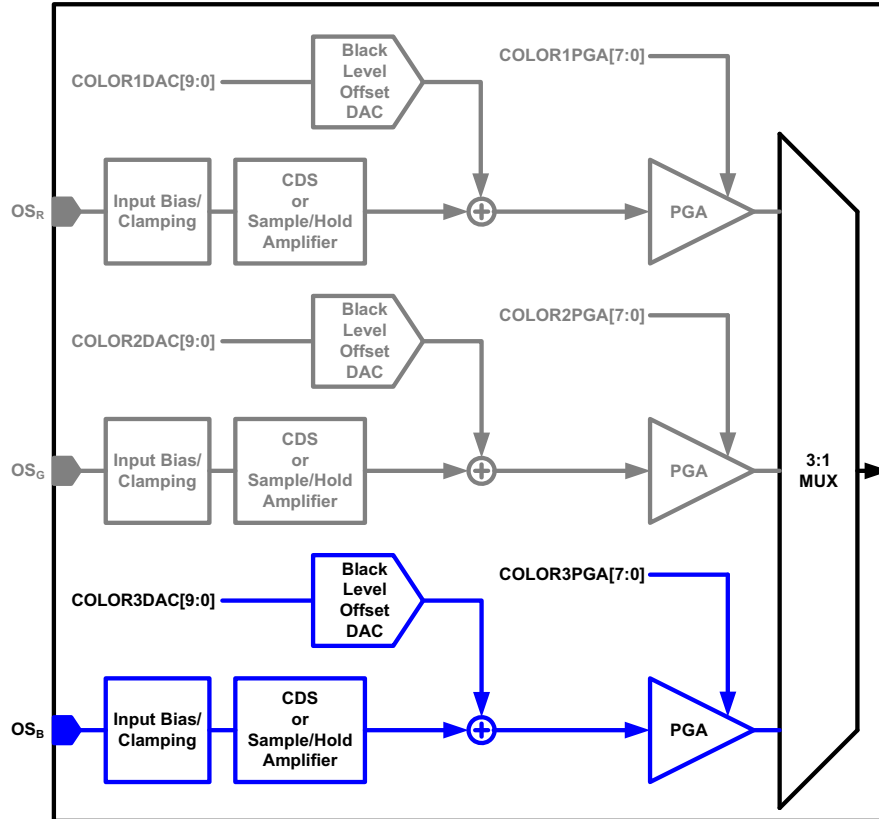 COLOR1DAC[9:0]
Black
Level
Offset
DAC
COLOR1PGA[7:0]
OSR
Input Bias/
Clamping
CDS
or
Sample/Hold
Amplifier
PGA
COLOR2DAC[9:0]
Black
Level
Offset
DAC
COLOR2PGA[7:0]
OSG
Input Bias/
Clamping
CDS
or
Sample/Hold
Amplifier
PGA
3:1
MUX
COLOR3DAC[9:0]
Black
Level
Offset
DAC
COLOR3PGA[7:0]
OSB
Input Bias/
Clamping
CDS
or
Sample/Hold
Amplifier
PGA